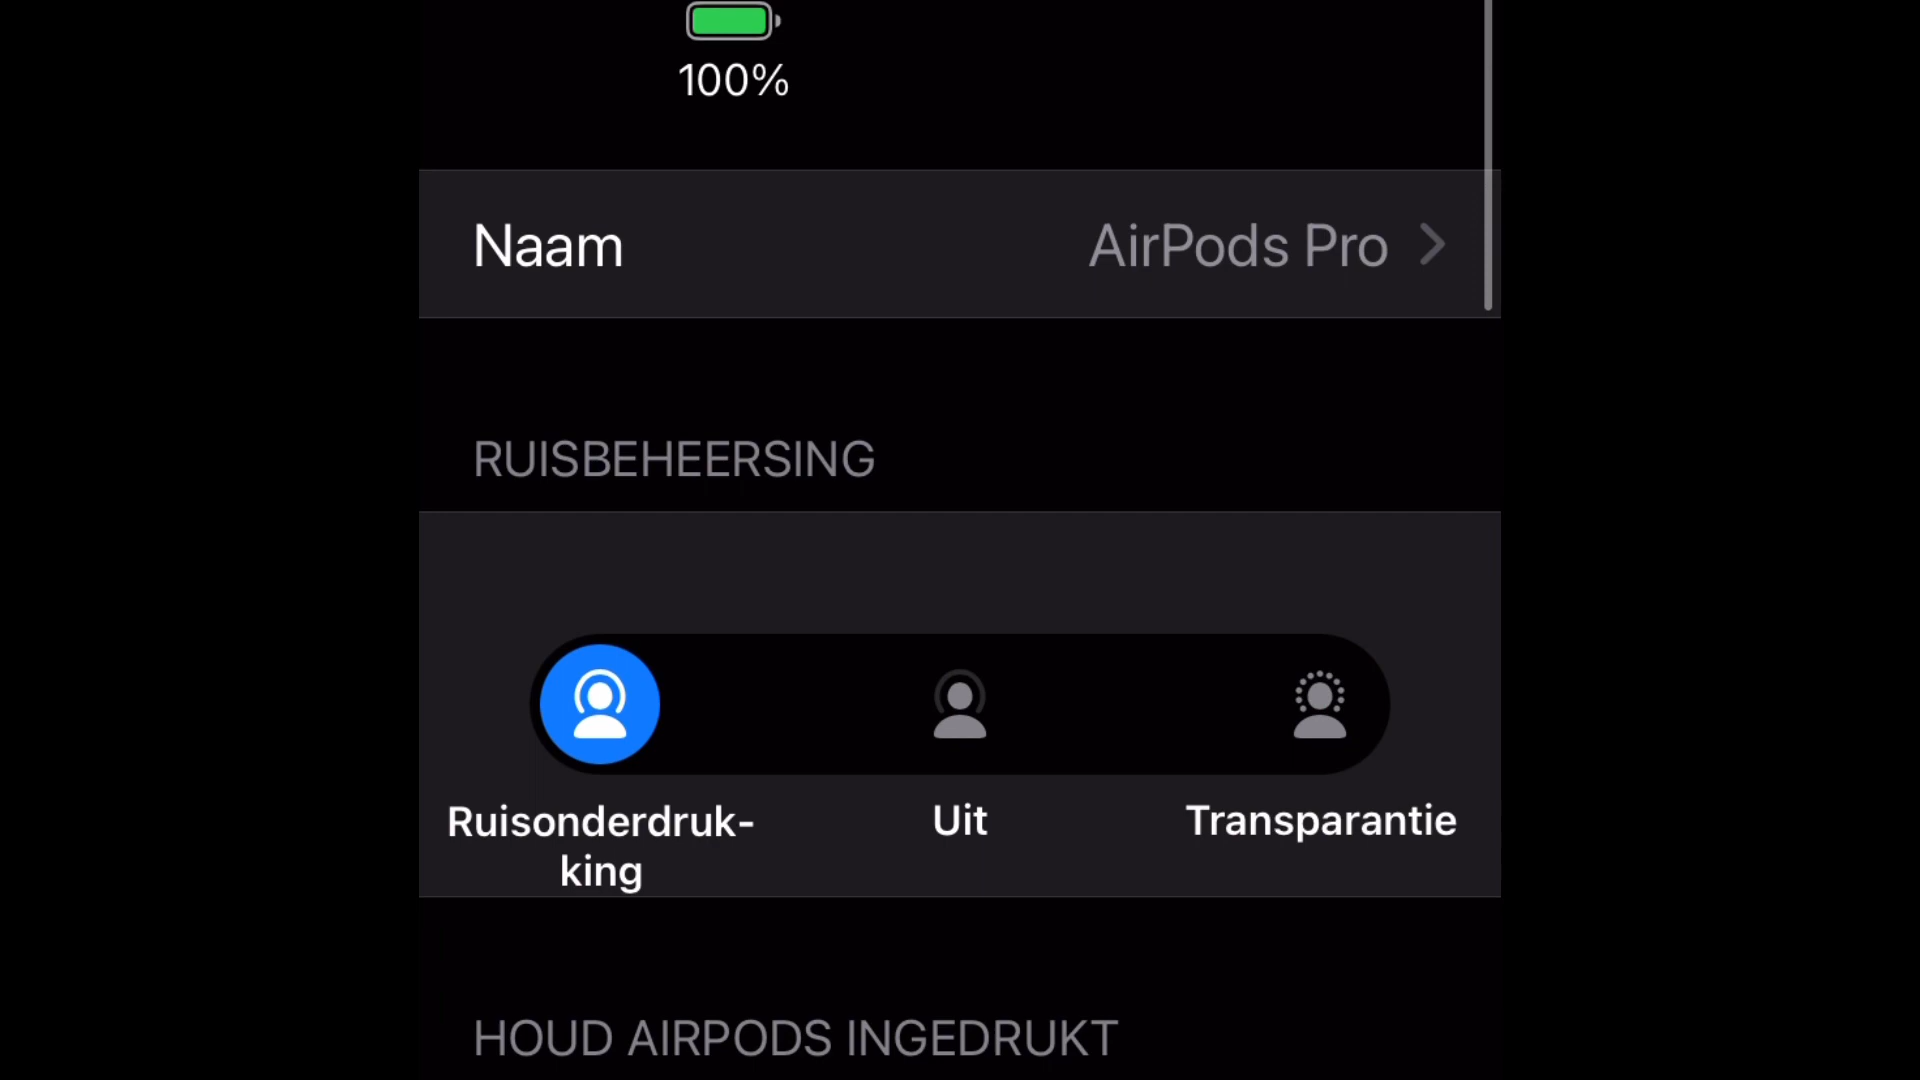 100%
Naam AirPods Pro
RUISBEHEERSING
Ruisonderdruk-
king
Uit
Transparantie
HOUD AIRPODS INGEDRUKT